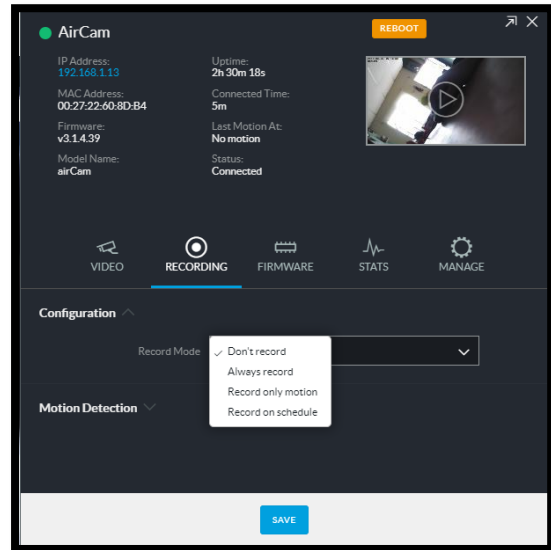 AirCam
REBOOT
IP Address:
192.168.1.13
Uptime:
2h 30m 18s
MAC Address:
00:27:22:60:8D:B4
Connected Time:
5m
Firmware:
v3.1.4.39
Last Motion At:
No motion
Model Name:
airCam
Status:
Connected
VIDEO
RECORDING
FIRMWARE
STATS
MANAGE
Configuration
Record Mode
Don't record
Always record
Record only motion
Record on schedule
Motion Detection
SAVE